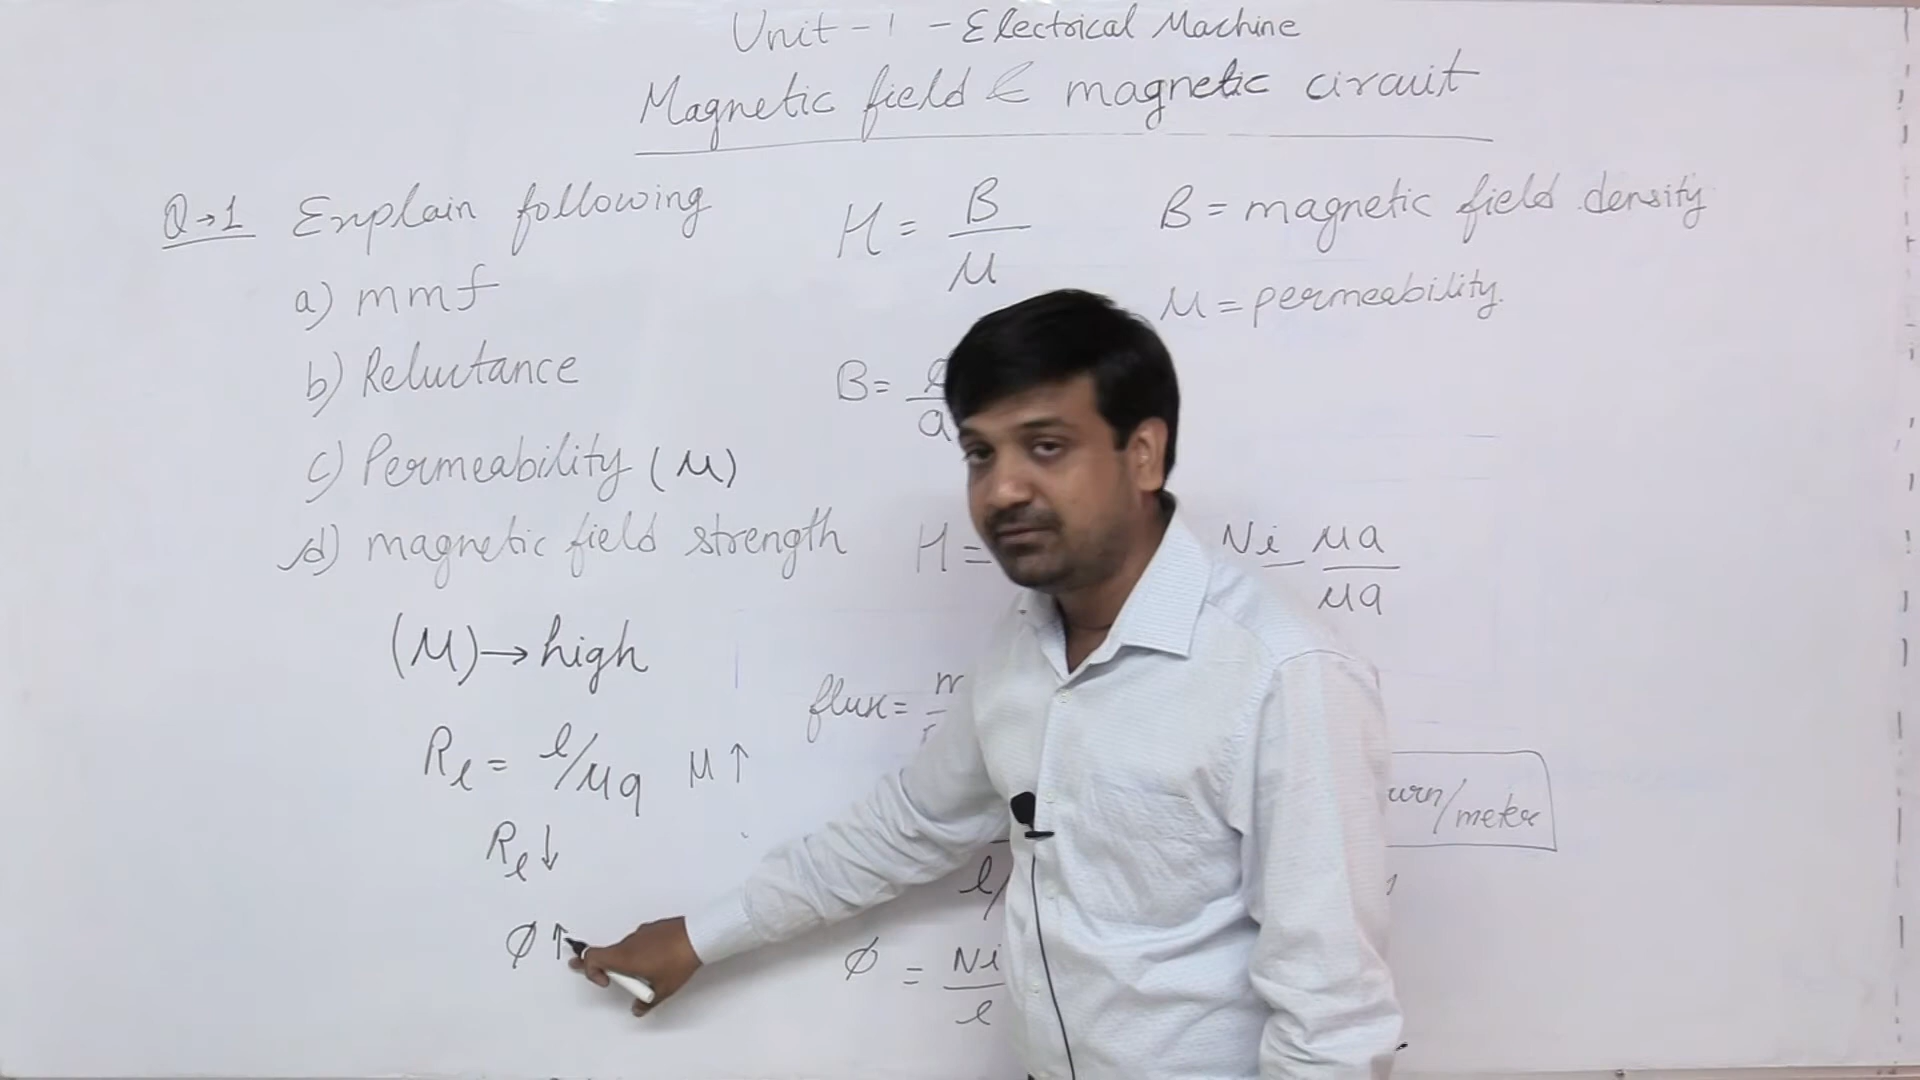 Unit - 1 - Electrical Machine
Magnetic field & magnetic circuit
Q→1 Explain following
a) mmf
b) Reluctance
c) Permeability (μ)
d) magnetic field strength
(μ) → high
Rl = l/μa μ↑
Rl ↓
Φ ↑
H = B/μ
B = magnetic field density
μ = permeability.
B = a
H = Ni μa/μa
flux =
turn/meter
l/
Φ = Ni/l